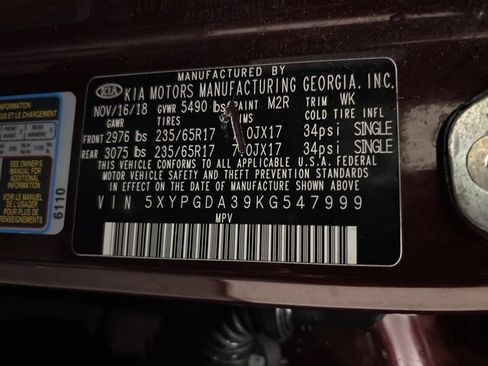 MANUFACTURED BY
KIA KIA MOTORS MANUFACTURING GEORGIA, INC.
NOV/16/18 GVWR 5490 lbs PAINT M2R TRIM WK
GAWR TIRES COLD TIRE INFL
FRONT 2976 lbs 235/65R17 0JX17 34psi SINGLE
REAR 3075 lbs 235/65R17 0JX17 34psi SINGLE
THIS VEHICLE CONFORMS TO ALL APPLICABLE U.S.A. FEDERAL
MOTOR VEHICLE SAFETY AND THEFT PREVENTION STANDARDS
IN EFFECT ON THE DATE OF MANUFACTURE SHOWN ABOVE
VIN 5XYPGDA39KG547999
MPV
INFORMATION
SEE OWNER'S
MANUAL FOR
ADDITIONAL
INFORMATION
VOIR LE MANUEL
DE L'USAGER
POUR PLUS DE
RENSEIGNEMENTS
6110